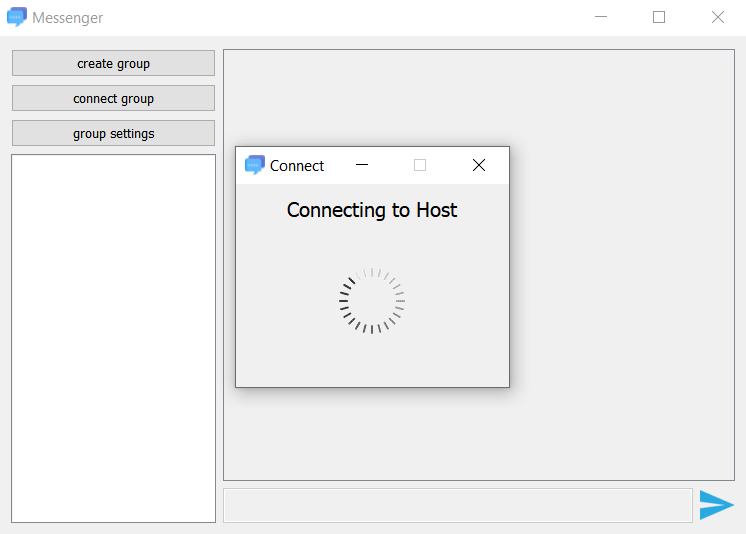 Messenger
create group
connect group
group settings
Connect
Connecting to Host